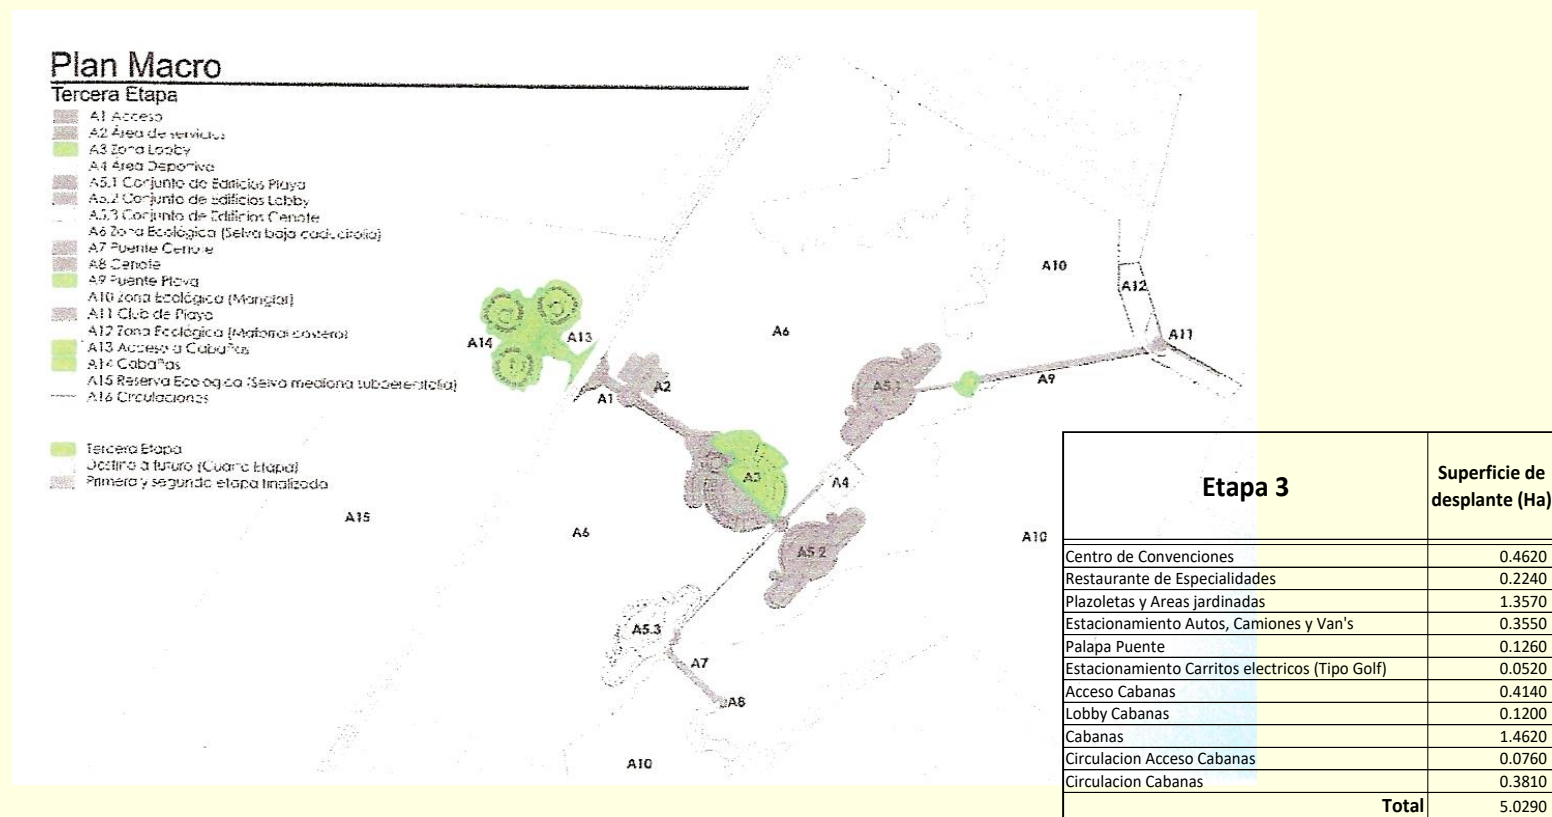 Plan Macro
Tercera Etapa
A1 Acceso
A2 Área de servicios
A3 Zona Lobby
A4 Área Deportiva
A5.1 Conjunto de Edificios Playa
A5.2 Conjunto de Edificios Lobby
A5.3 Conjunto de Edificios Cenote
A6 Zona Ecológica (Selva baja caducifolia)
A7 Puente Cenote
A8 Cenote
A9 Puente Playa
A10 Zona Ecológica (Manglar)
A11 Club de Playa
A12 Zona Ecológica (Matorral costero)
A13 Acceso a Cabañas
A14 Cabañas
A15 Reserva Ecologica (Selva mediana subperenifolia)
A16 Circulaciones
Tercera Etapa
Destino a futuro (Cuarta Etapa)
Primera y segunda etapa finalizada
A10
A12
A6
A11
A14
A13
A1
A2
A5.1
A9
A3
A4
A15
A6
A5.2
A10
A5.3
A7
A8
A10
Etapa 3
Superficie de desplante (Ha)
Centro de Convenciones 0.4620
Restaurante de Especialidades 0.2240
Plazoletas y Areas jardinadas 1.3570
Estacionamiento Autos, Camiones y Van's 0.3550
Palapa Puente 0.1260
Estacionamiento Carritos electricos (Tipo Golf) 0.0520
Acceso Cabanas 0.4140
Lobby Cabanas 0.1200
Cabanas 1.4620
Circulacion Acceso Cabanas 0.0760
Circulacion Cabanas 0.3810
Total 5.0290